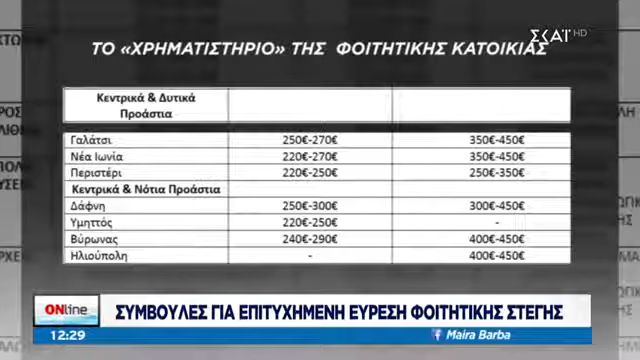 ΣΚΑΪ HD
ΤΟ «ΧΡΗΜΑΤΙΣΤΗΡΙΟ» ΤΗΣ ΦΟΙΤΗΤΙΚΗΣ ΚΑΤΟΙΚΙΑΣ
Κεντρικά & Δυτικά
Προάστια
Γαλάτσι 250€-270€ 350€-450€
Νέα Ιωνία 220€-270€ 350€-450€
Περιστέρι 220€-250€ 250€-350€
Κεντρικά & Νότια Προάστια
Δάφνη 250€-300€ 300€-450€
Υμηττός 220€-250€ -
Βύρωνας 240€-290€ 400€-450€
Ηλιούπολη - 400€-450€
ONline ΣΥΜΒΟΥΛΕΣ ΓΙΑ ΕΠΙΤΥΧΗΜΕΝΗ ΕΥΡΕΣΗ ΦΟΙΤΗΤΙΚΗΣ ΣΤΕΓΗΣ
12:29 Maira Barba